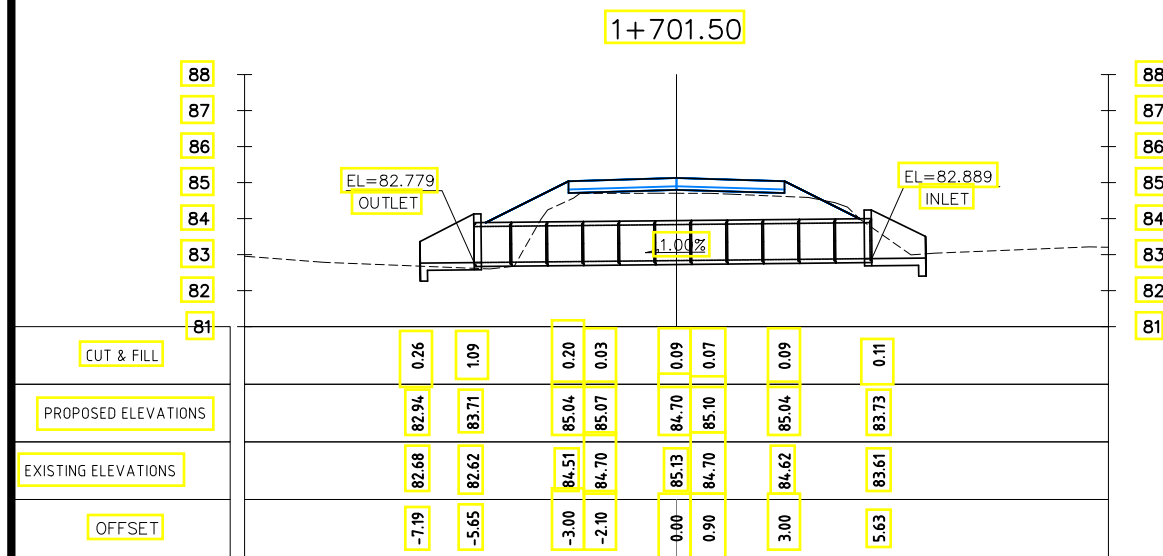 1+701.50
88 88
87 87
86 86
85 EL=82.779 EL=82.889 85
OUTLET INLET
84 84
83 1.00% 83
82 82
81 81
CUT & FILL 0.26 1.09 0.20 0.03 0.09 0.07 0.09 0.11
PROPOSED ELEVATIONS 82.94 83.71 85.04 85.07 84.70 85.10 85.04 83.73
EXISTING ELEVATIONS 82.68 82.62 84.51 84.70 85.13 84.70 84.62 83.61
OFFSET -7.19 -5.65 -3.00 -2.10 0.00 0.90 3.00 5.63